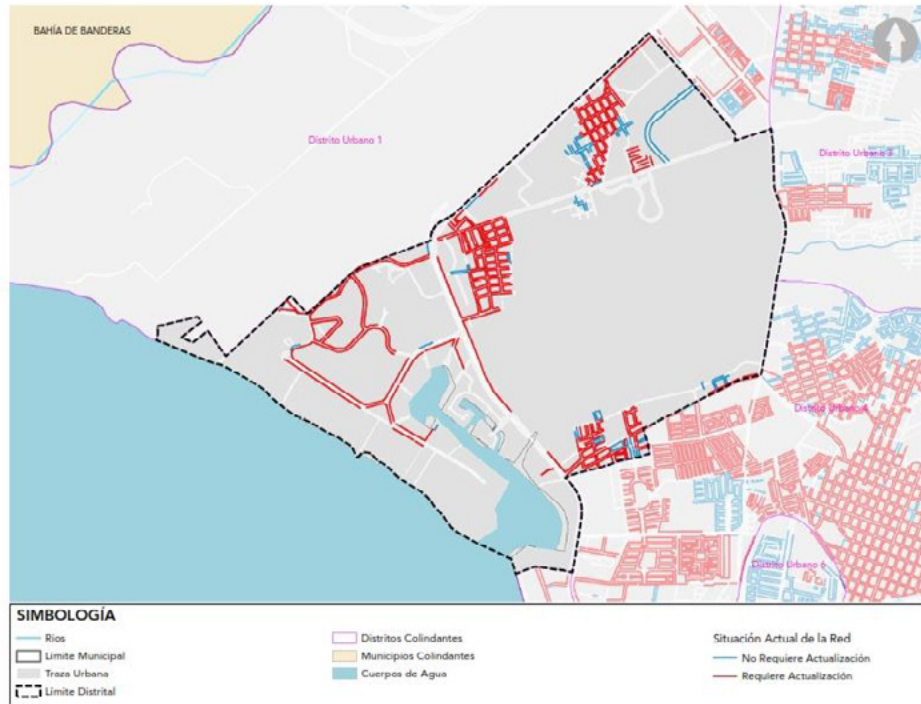 BAHÍA DE BANDERAS
Distrito Urbano 1
Distrito Urbano 3
Distrito Urbano 4
Distrito Urbano 6
SIMBOLOGÍA
Ríos
Límite Municipal
Traza Urbana
Límite Distrital
Distritos Colindantes
Municipios Colindantes
Cuerpos de Agua
Situación Actual de la Red
No Requiere Actualización
Requiere Actualización